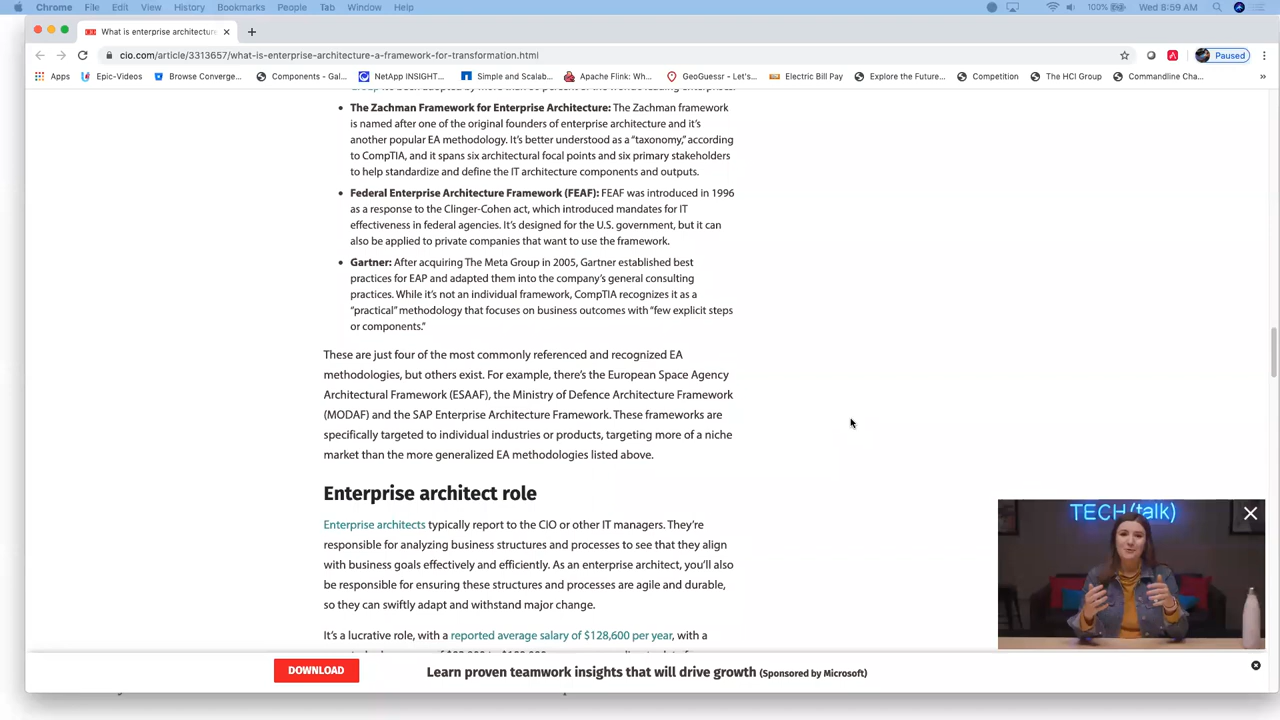 Chrome File Edit View History Bookmarks People Tab Window Help 100% Wed 8:59 AM
What is enterprise architecture
cio.com/article/3313657/what-is-enterprise-architecture-a-framework-for-transformation.html Paused
Apps Epic-Videos Browse Converge... Components - Gal... NetApp INSIGHT... Simple and Scalab... Apache Flink: Wh... GeoGuessr - Let's... Electric Bill Pay Explore the Future... Competition The HCI Group Commandline Cha... »
• The Zachman Framework for Enterprise Architecture: The Zachman framework
is named after one of the original founders of enterprise architecture and it's
another popular EA methodology. It's better understood as a “taxonomy,” according
to CompTIA, and it spans six architectural focal points and six primary stakeholders
to help standardize and define the IT architecture components and outputs.
• Federal Enterprise Architecture Framework (FEAF): FEAF was introduced in 1996
as a response to the Clinger-Cohen act, which introduced mandates for IT
effectiveness in federal agencies. It's designed for the U.S. government, but it can
also be applied to private companies that want to use the framework.
• Gartner: After acquiring The Meta Group in 2005, Gartner established best
practices for EAP and adapted them into the company's general consulting
practices. While it's not an individual framework, CompTIA recognizes it as a
“practical” methodology that focuses on business outcomes with “few explicit steps
or components.”
These are just four of the most commonly referenced and recognized EA
methodologies, but others exist. For example, there's the European Space Agency
Architectural Framework (ESAAF), the Ministry of Defence Architecture Framework
(MODAF) and the SAP Enterprise Architecture Framework. These frameworks are
specifically targeted to individual industries or products, targeting more of a niche
market than the more generalized EA methodologies listed above.
Enterprise architect role
Enterprise architects typically report to the CIO or other IT managers. They're
responsible for analyzing business structures and processes to see that they align
with business goals effectively and efficiently. As an enterprise architect, you'll also
be responsible for ensuring these structures and processes are agile and durable,
so they can swiftly adapt and withstand major change.
It's a lucrative role, with a reported average salary of $128,600 per year, with a
TECH(talk)
DOWNLOAD Learn proven teamwork insights that will drive growth (Sponsored by Microsoft)